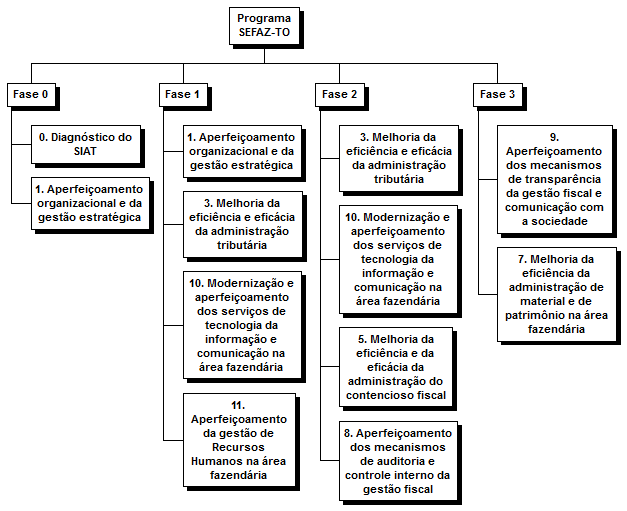 Programa
SEFAZ-TO
Fase 0
0. Diagnóstico do
SIAT
1. Aperfeiçoamento
organizacional e da
gestão estratégica
Fase 1
1. Aperfeiçoamento
organizacional e da
gestão estratégica
3. Melhoria da
eficiência e eficácia
da administração
tributária
10. Modernização e
aperfeiçoamento
dos serviços de
tecnologia da
informação e
comunicação na
área fazendária
11.
Aperfeiçoamento
da gestão de
Recursos
Humanos na área
fazendária
Fase 2
3. Melhoria da
eficiência e eficácia
da administração
tributária
10. Modernização e
aperfeiçoamento
dos serviços de
tecnologia da
informação e
comunicação na
área fazendária
5. Melhoria da
eficiência e da
eficácia da
administração do
contencioso fiscal
8. Aperfeiçoamento
dos mecanismos
de auditoria e
controle interno da
gestão fiscal
Fase 3
9.
Aperfeiçoamento
dos mecanismos
de transparência
da gestão fiscal e
comunicação com
a sociedade
7. Melhoria da
eficiência da
administração de
material e de
patrimônio na área
fazendária